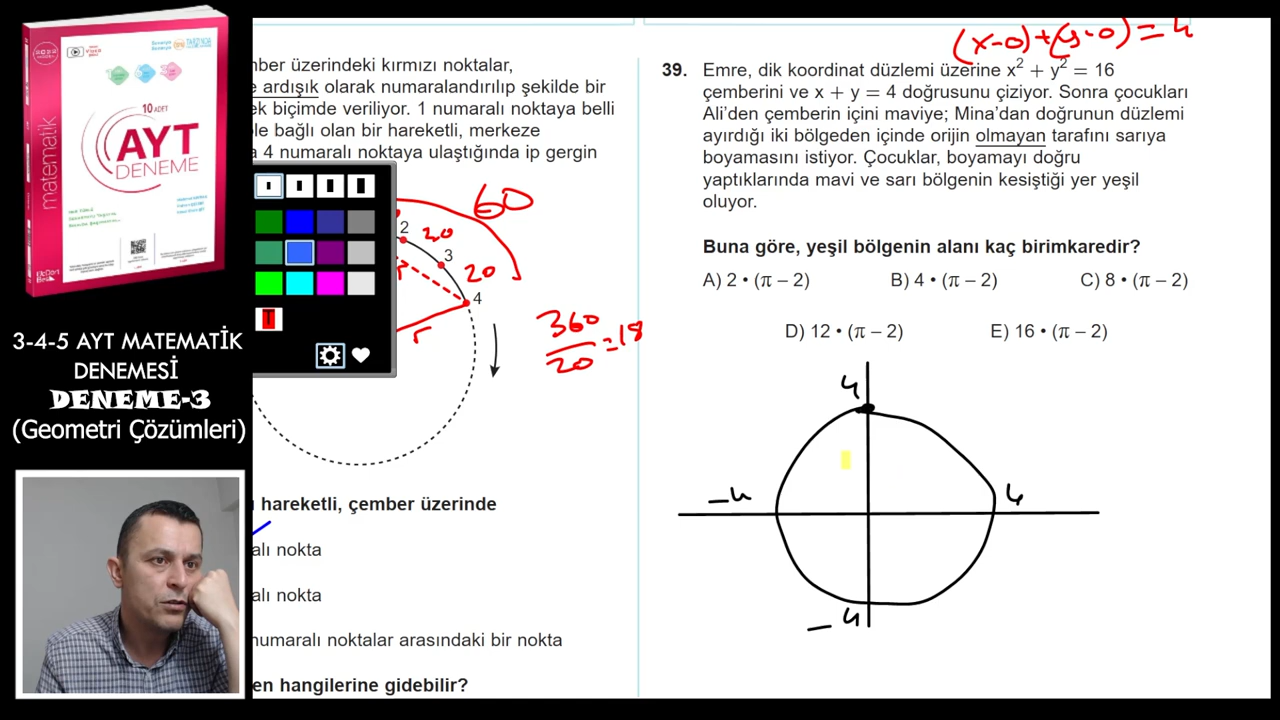 matematik
10 ADET
AYT
DENEME
3-4-5 AYT MATEMATİK
DENEMESİ
DENEME-3
(Geometri Çözümleri)
mber üzerindeki kırmızı noktalar,
e ardışık olarak numaralandırılıp şekilde bir
ek biçimde veriliyor. 1 numaralı noktaya belli
ple bağlı olan bir hareketli, merkeze
a 4 numaralı noktaya ulaştığında ip gergin
60
2
20
3
20
4
r
360
20
=18
ı hareketli, çember üzerinde
alı nokta
alı nokta
numaralı noktalar arasındaki bir nokta
en hangilerine gidebilir?
(x-0)+(y-0)=4
39. Emre, dik koordinat düzlemi üzerine x² + y² = 16
çemberini ve x + y = 4 doğrusunu çiziyor. Sonra çocukları
Ali’den çemberin içini maviye; Mina’dan doğrunun düzlemi
ayırdığı iki bölgeden içinde orijin olmayan tarafını sarıya
boyamasını istiyor. Çocuklar, boyamayı doğru
yaptıklarında mavi ve sarı bölgenin kesiştiği yer yeşil
oluyor.
Buna göre, yeşil bölgenin alanı kaç birimkaredir?
A) 2 • (π – 2) B) 4 • (π – 2) C) 8 • (π – 2)
D) 12 • (π – 2) E) 16 • (π – 2)
4
-4
4
-4
T